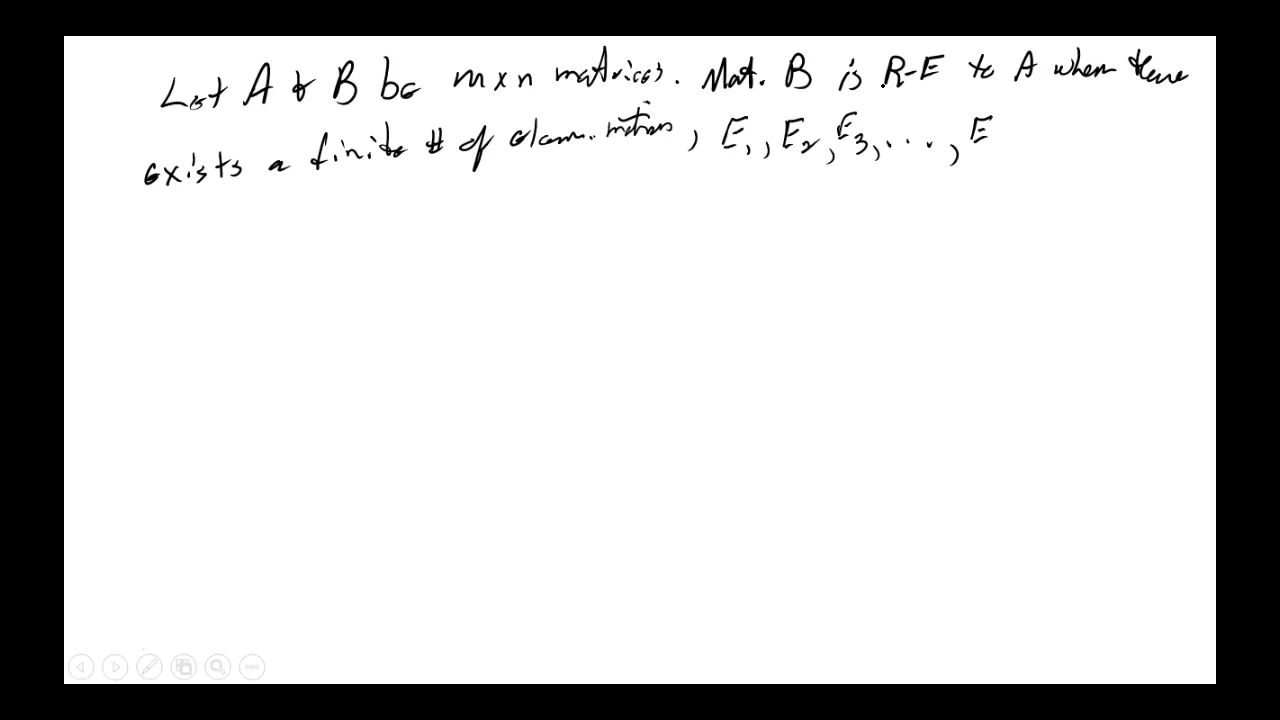 Let A & B be m x n matrices. Mat. B is R-E to A when there
exists a finite # of elem. matrices, E₁, E₂, E₃, ..., E